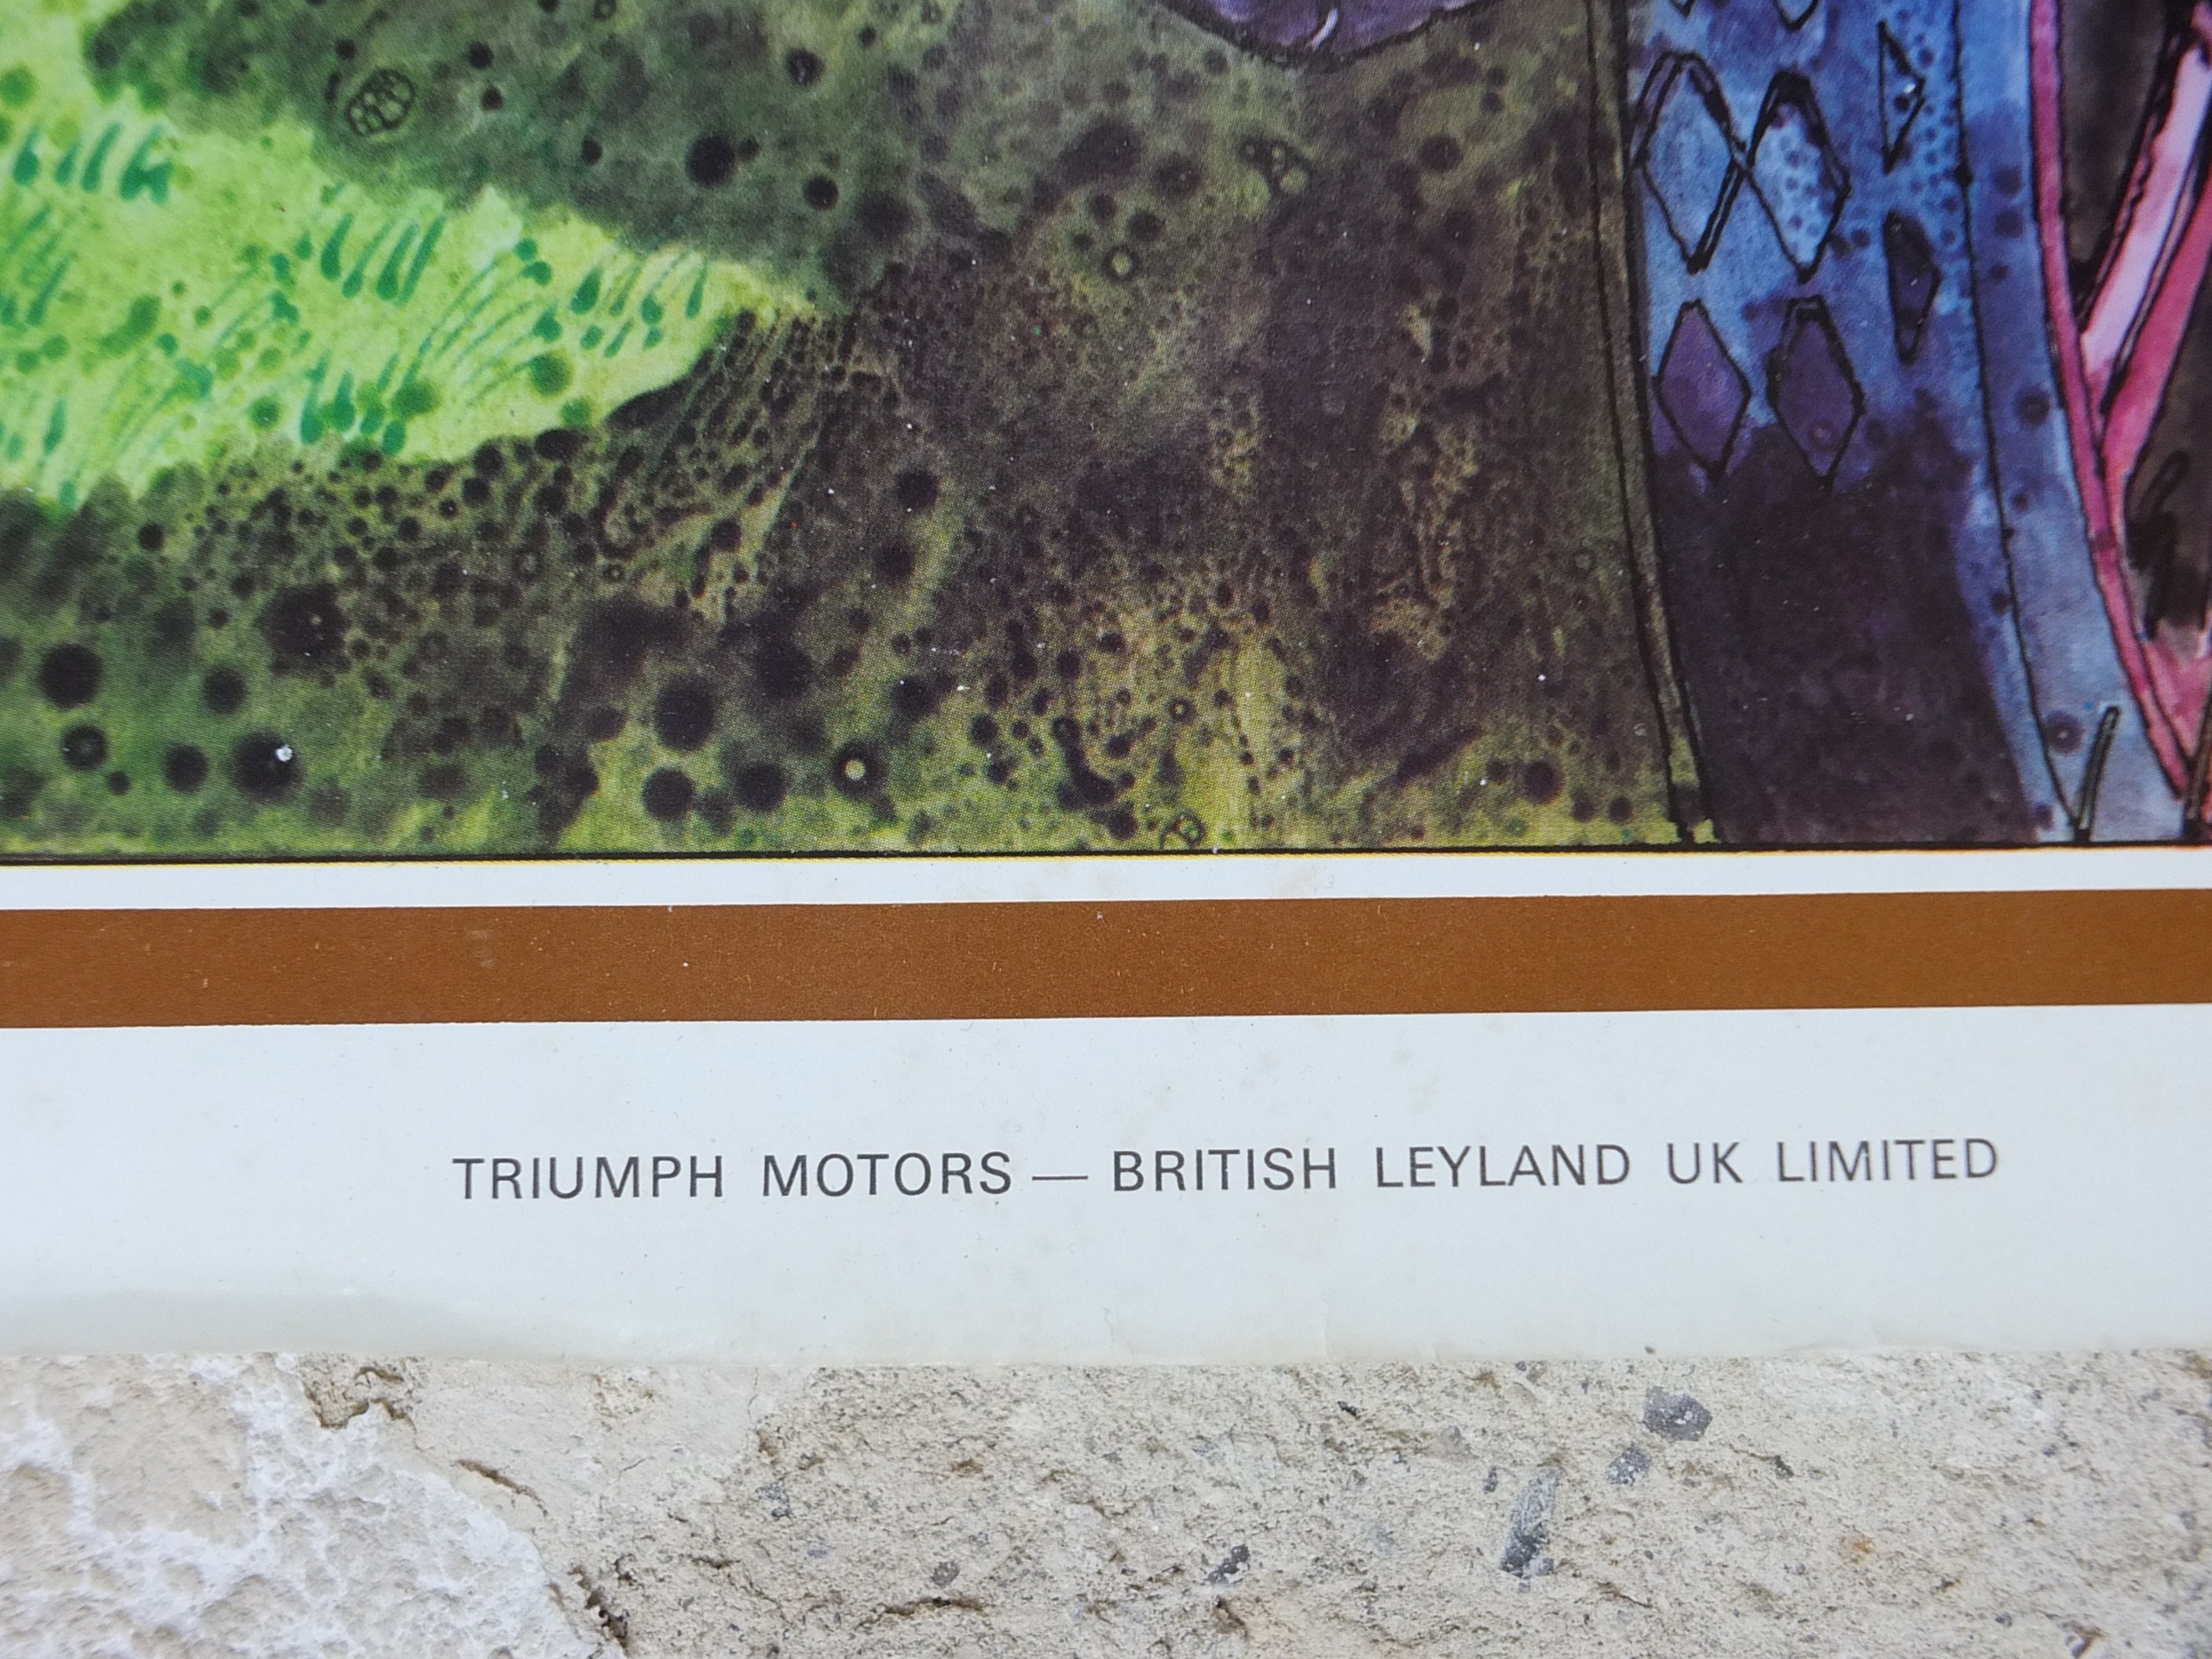 TRIUMPH MOTORS — BRITISH LEYLAND UK LIMITED